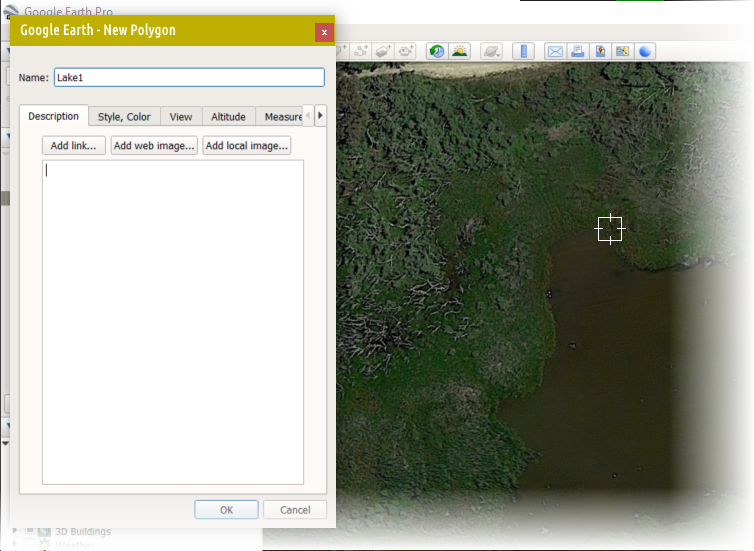 Google Earth Pro
Google Earth - New Polygon
x
Name: Lake1
Description
Style, Color
View
Altitude
Measure
Add link...
Add web image...
Add local image...
OK
Cancel
3D Buildings
Weather